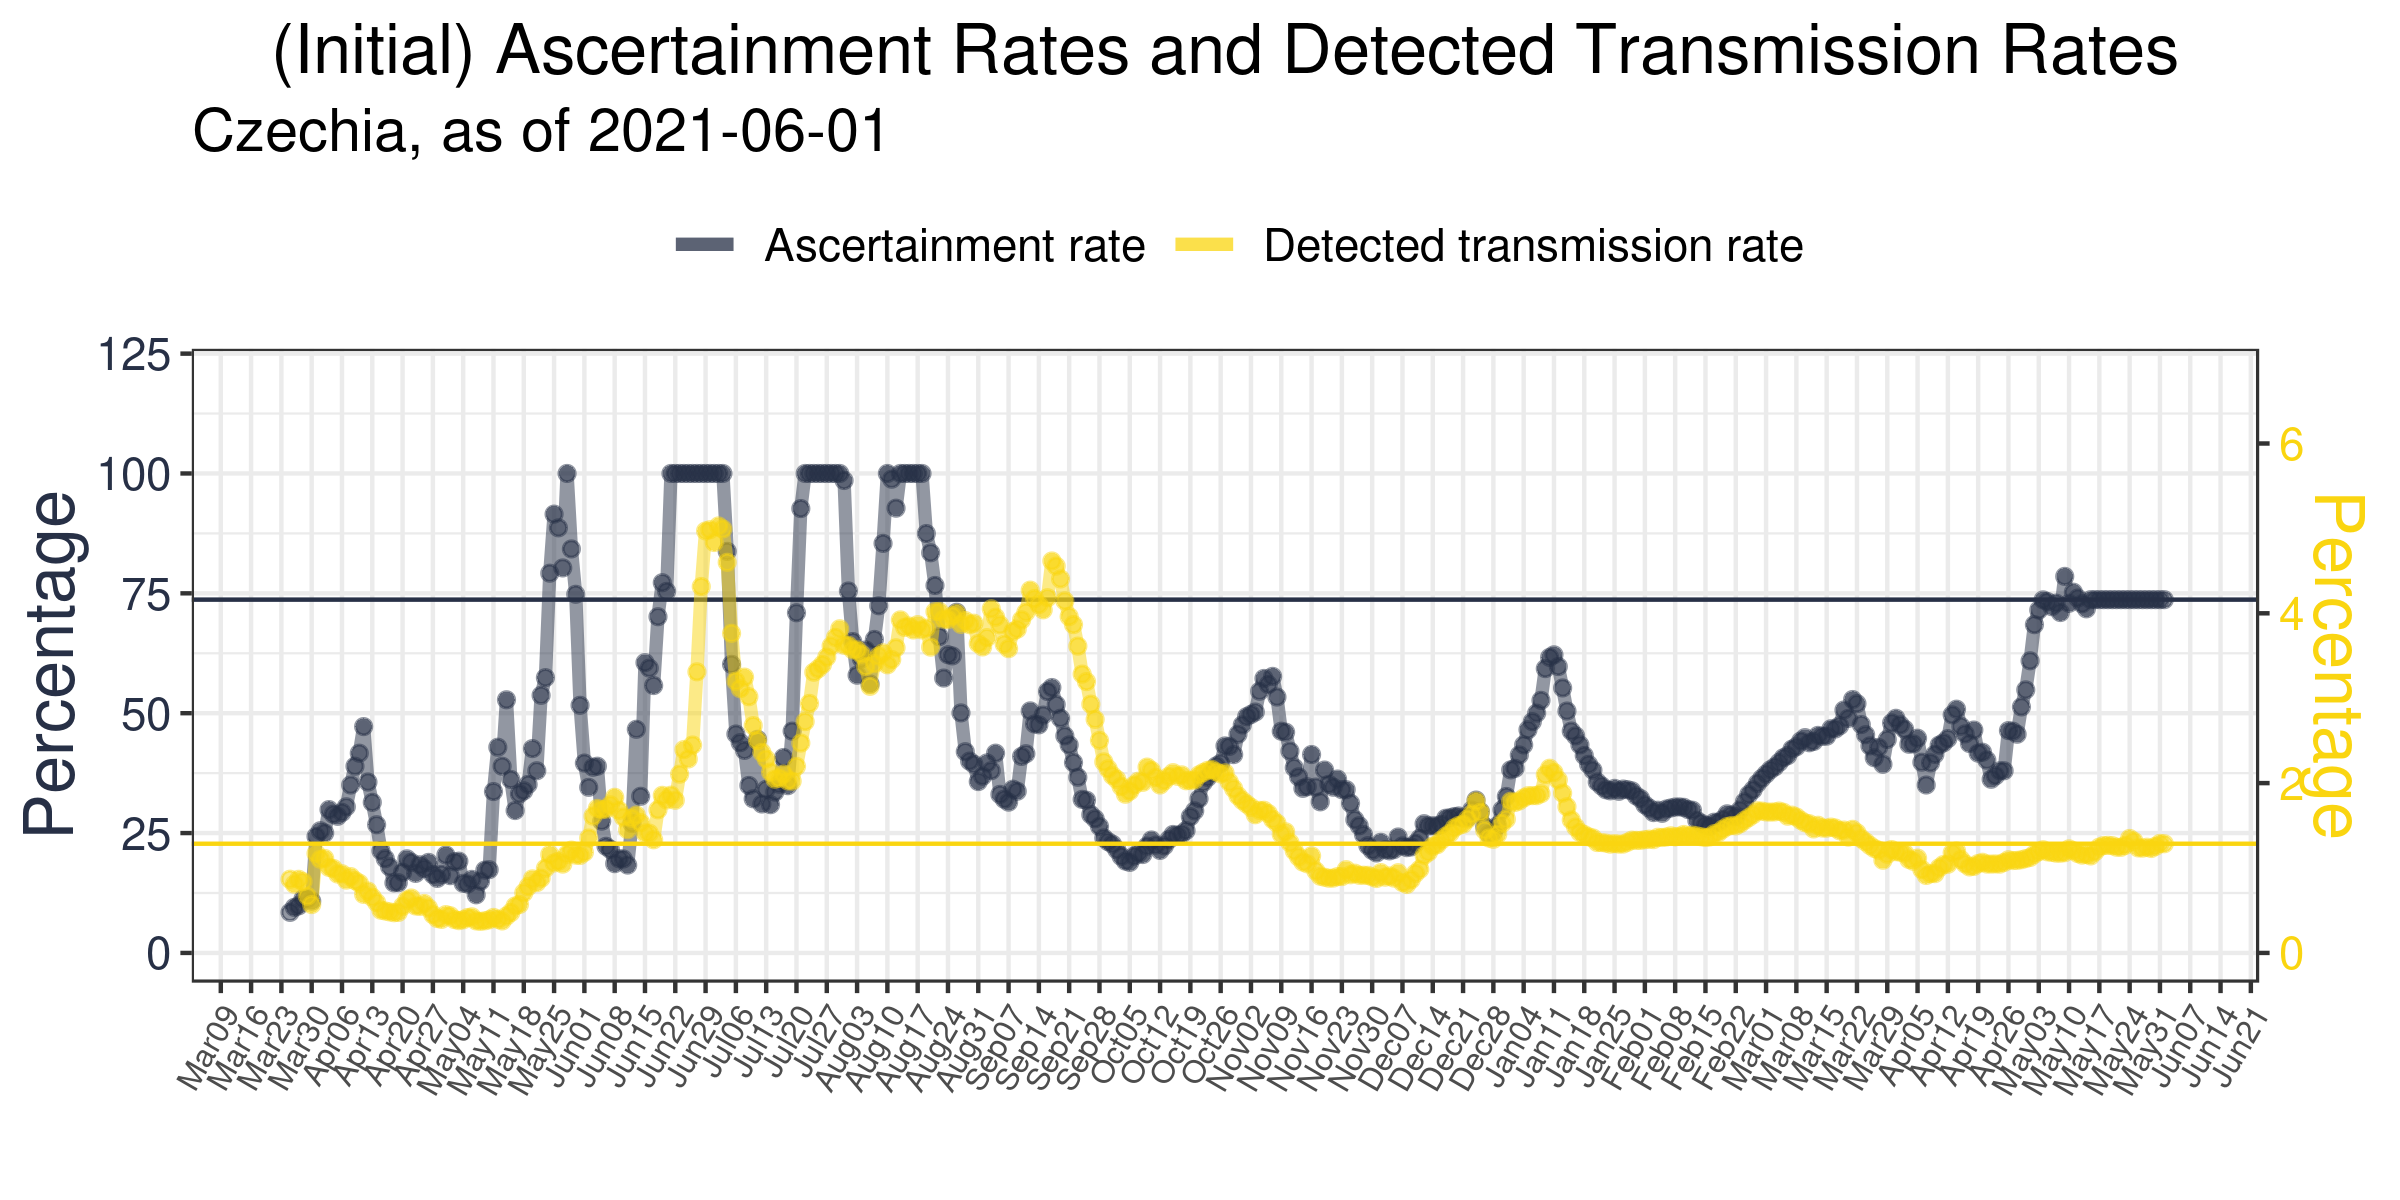 (Initial) Ascertainment Rates and Detected Transmission Rates
Czechia, as of 2021-06-01
Ascertainment rate
Detected transmission rate
125
100
75
50
25
0
Percentage
6
4
2
0
Percentage
Mar09
Mar16
Mar23
Mar30
Apr06
Apr13
Apr20
Apr27
May04
May11
May18
May25
Jun01
Jun08
Jun15
Jun22
Jun29
Jul06
Jul13
Jul20
Jul27
Aug03
Aug10
Aug17
Aug24
Aug31
Sep07
Sep14
Sep21
Sep28
Oct05
Oct12
Oct19
Oct26
Nov02
Nov09
Nov16
Nov23
Nov30
Dec07
Dec14
Dec21
Dec28
Jan04
Jan11
Jan18
Jan25
Feb01
Feb08
Feb15
Feb22
Mar01
Mar08
Mar15
Mar22
Mar29
Apr05
Apr12
Apr19
Apr26
May03
May10
May17
May24
May31
Jun07
Jun14
Jun21